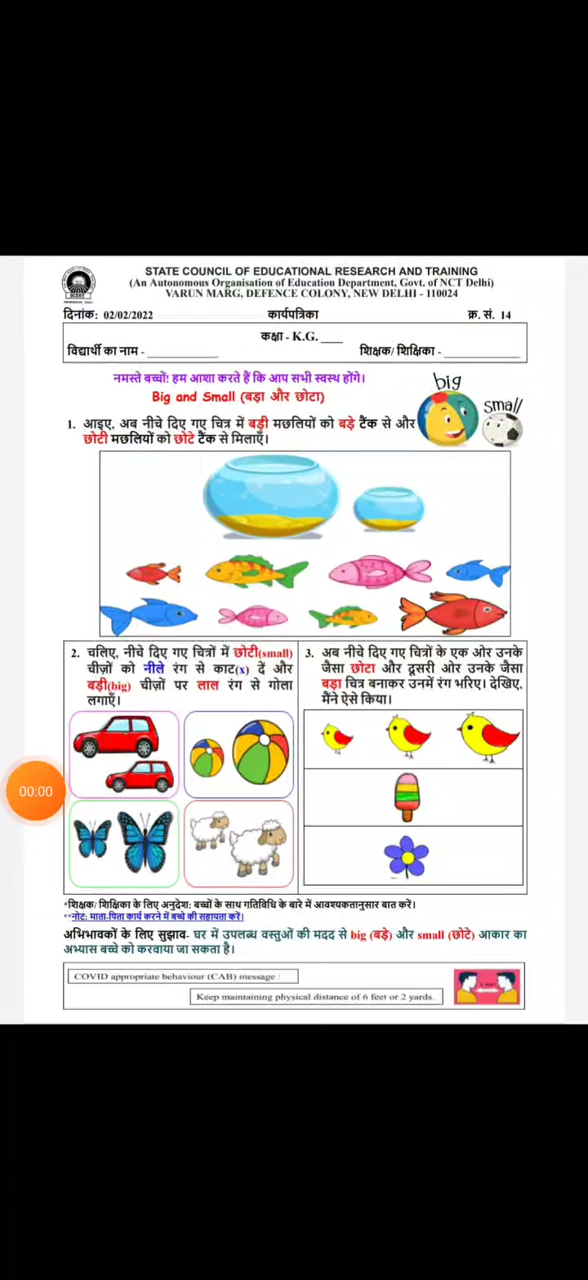 STATE COUNCIL OF EDUCATIONAL RESEARCH AND TRAINING
(An Autonomous Organisation of Education Department, Govt. of NCT Delhi)
VARUN MARG, DEFENCE COLONY, NEW DELHI - 110024
SCERT
दिनांक: 02/02/2022 कार्यपत्रिका क्र. सं. 14
कक्षा - K.G. ____
विद्यार्थी का नाम - ____________ शिक्षक/ शिक्षिका - ____________
नमस्ते बच्चों! हम आशा करते हैं कि आप सभी स्वस्थ होंगे।
Big and Small (बड़ा और छोटा)
big
small
1. आइए, अब नीचे दिए गए चित्र में बड़ी मछलियों को बड़े टैंक से और
छोटी मछलियों को छोटे टैंक से मिलाएँ।
2. चलिए, नीचे दिए गए चित्रों में छोटी(small)
चीज़ों को नीले रंग से काट(x) दें और
बड़ी(big) चीज़ों पर लाल रंग से गोला
लगाएँ।
3. अब नीचे दिए गए चित्रों के एक ओर उनके
जैसा छोटा और दूसरी ओर उनके जैसा
बड़ा चित्र बनाकर उनमें रंग भरिए। देखिए,
मैंने ऐसे किया।
00:00
*शिक्षक/ शिक्षिका के लिए अनुदेश: बच्चों के साथ गतिविधि के बारे में आवश्यकतानुसार बात करें।
**नोट: माता-पिता कार्य करने में बच्चे की सहायता करें।
अभिभावकों के लिए सुझाव- घर में उपलब्ध वस्तुओं की मदद से big (बड़े) और small (छोटे) आकार का
अभ्यास बच्चे को करवाया जा सकता है।
COVID appropriate behaviour (CAB) message :
Keep maintaining physical distance of 6 feet or 2 yards.